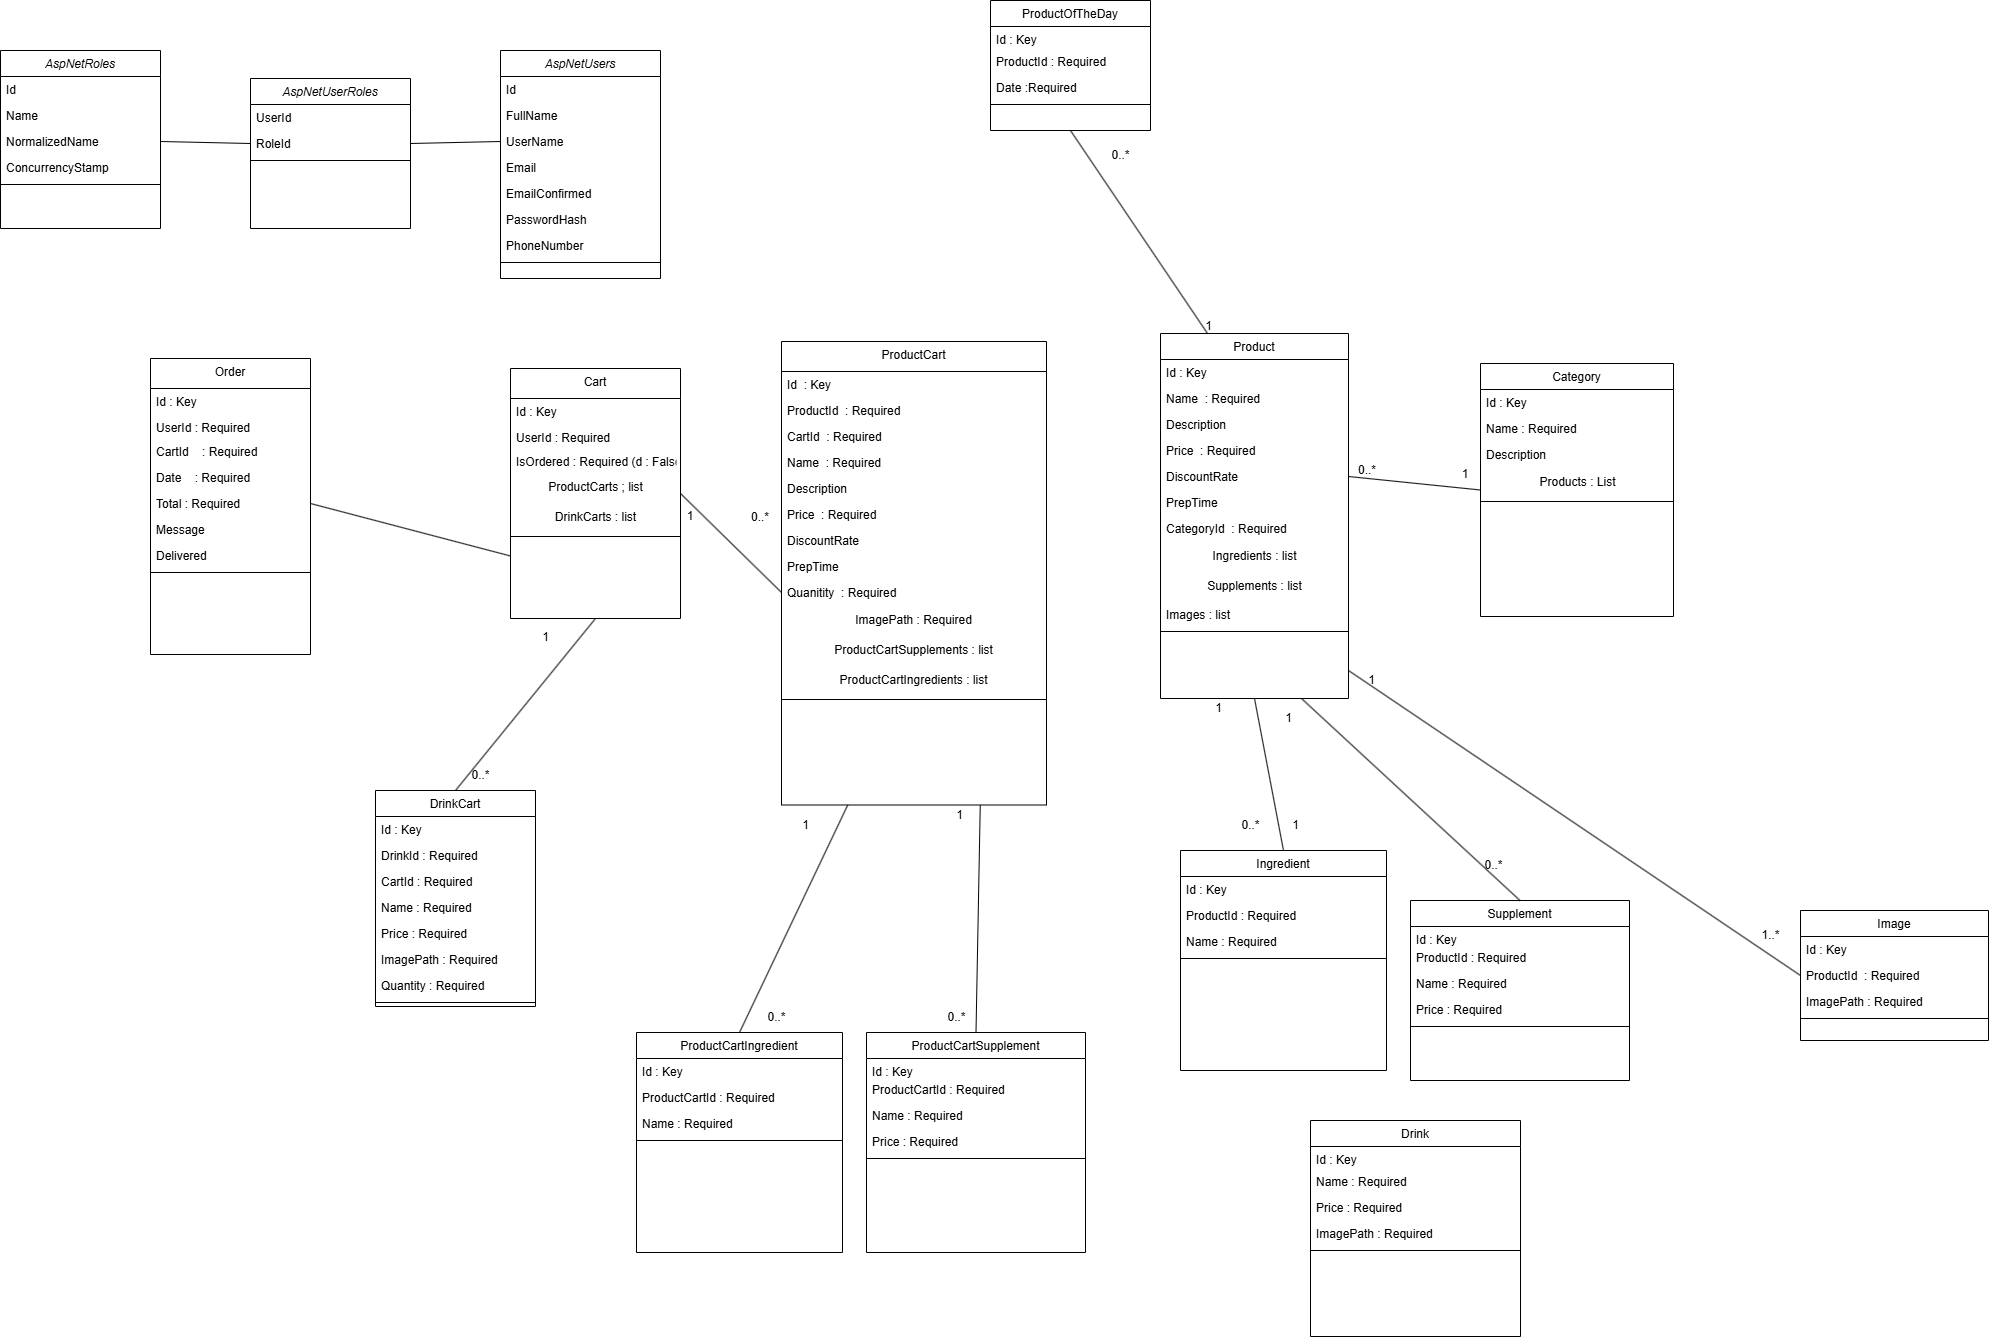 ProductOfTheDay
Id : Key
ProductId : Required
Date :Required
0..*
1
AspNetRoles
Id
Name
NormalizedName
ConcurrencyStamp
AspNetUserRoles
UserId
RoleId
AspNetUsers
Id
FullName
UserName
Email
EmailConfirmed
PasswordHash
PhoneNumber
Order
Id : Key
UserId : Required
CartId : Required
Date : Required
Total : Required
Message
Delivered
Cart
Id : Key
UserId : Required
IsOrdered : Required (d : False
ProductCarts ; list
DrinkCarts : list
1
0..*
1
0..*
ProductCart
Id : Key
ProductId : Required
CartId : Required
Name : Required
Description
Price : Required
DiscountRate
PrepTime
Quanitity : Required
ImagePath : Required
ProductCartSupplements : list
ProductCartIngredients : list
1
1
0..*
0..*
Product
Id : Key
Name : Required
Description
Price : Required
DiscountRate
PrepTime
CategoryId : Required
Ingredients : list
Supplements : list
Images : list
0..*
1
Category
Id : Key
Name : Required
Description
Products : List
1
1
1
0..*
1
0..*
1..*
DrinkCart
Id : Key
DrinkId : Required
CartId : Required
Name : Required
Price : Required
ImagePath : Required
Quantity : Required
Ingredient
Id : Key
ProductId : Required
Name : Required
Supplement
Id : Key
ProductId : Required
Name : Required
Price : Required
Image
Id : Key
ProductId : Required
ImagePath : Required
ProductCartIngredient
Id : Key
ProductCartId : Required
Name : Required
ProductCartSupplement
Id : Key
ProductCartId : Required
Name : Required
Price : Required
Drink
Id : Key
Name : Required
Price : Required
ImagePath : Required